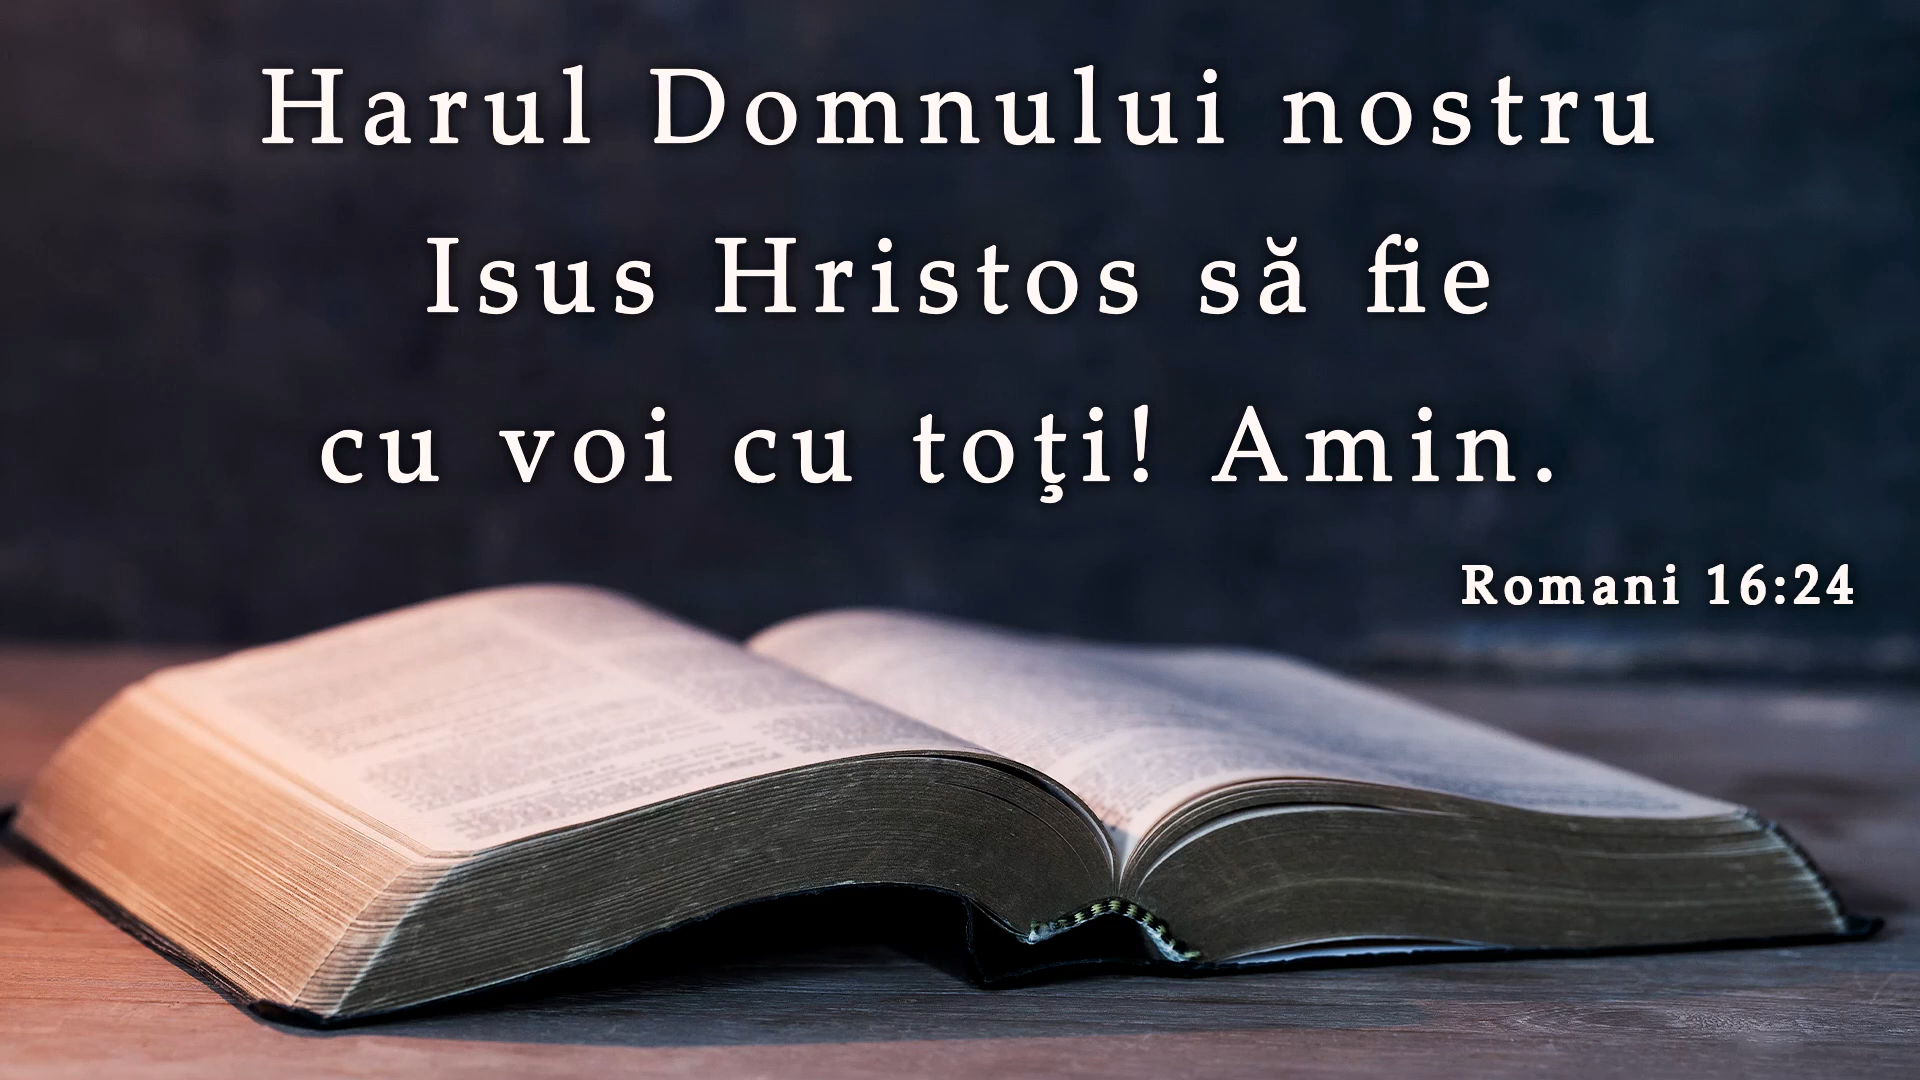 Harul Domnului nostru
Isus Hristos să fie
cu voi cu toţi! Amin.
Romani 16:24